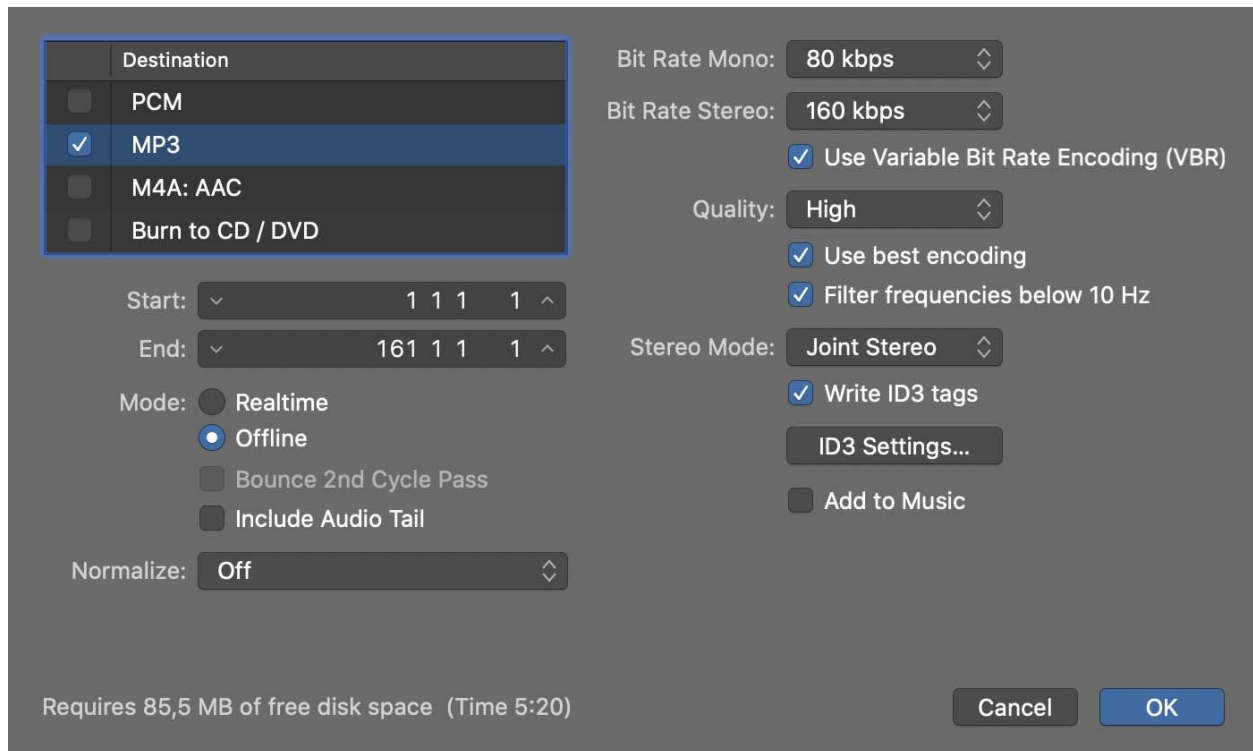 Destination
PCM
MP3
M4A: AAC
Burn to CD / DVD
Start: 1 1 1 1
End: 161 1 1 1
Mode: Realtime
Offline
Bounce 2nd Cycle Pass
Include Audio Tail
Normalize: Off
Bit Rate Mono: 80 kbps
Bit Rate Stereo: 160 kbps
Use Variable Bit Rate Encoding (VBR)
Quality: High
Use best encoding
Filter frequencies below 10 Hz
Stereo Mode: Joint Stereo
Write ID3 tags
ID3 Settings...
Add to Music
Requires 85,5 MB of free disk space (Time 5:20)
Cancel OK